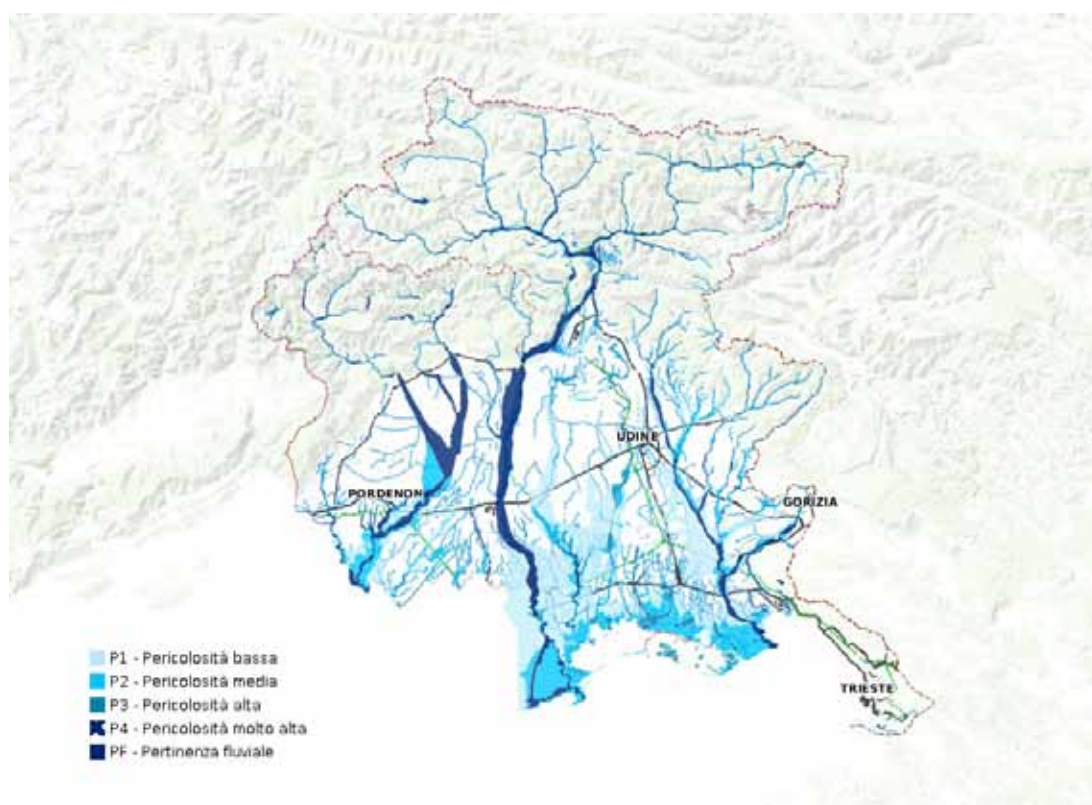 UDINE
PORDENON
GORIZIA
TRIESTE
P1 - Pericolosità bassa
P2 - Pericolosità media
P3 - Pericolosità alta
P4 - Pericolosità molto alta
PF - Pertinenza fluviale